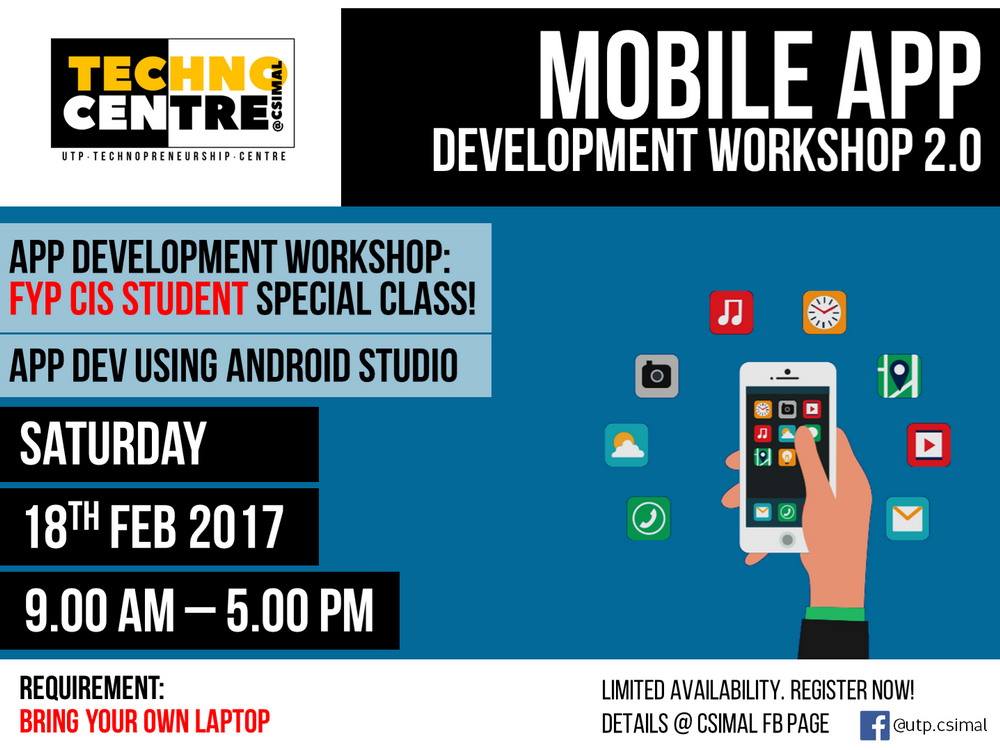 TECHNO
CENTRE
@CSIMAL
UTP·TECHNOPRENEURSHIP·CENTRE
MOBILE APP
DEVELOPMENT WORKSHOP 2.0
APP DEVELOPMENT WORKSHOP:
FYP CIS STUDENT SPECIAL CLASS!
APP DEV USING ANDROID STUDIO
SATURDAY
18TH FEB 2017
9.00 AM – 5.00 PM
REQUIREMENT:
BRING YOUR OWN LAPTOP
LIMITED AVAILABILITY. REGISTER NOW!
DETAILS @ CSIMAL FB PAGE
@utp.csimal